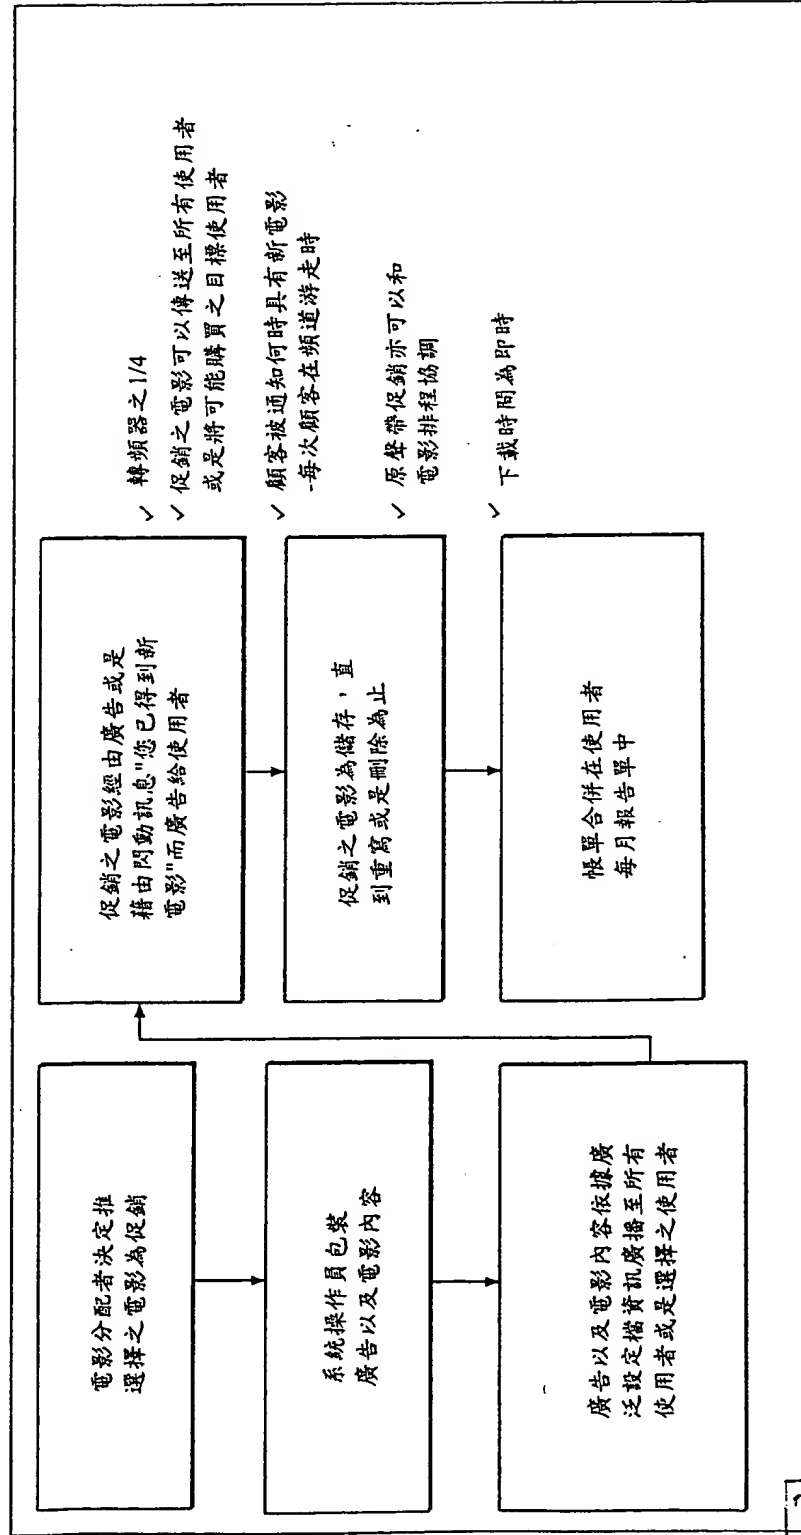 電影分配者決定推
選擇之電影為促銷
系統操作員包裝
廣告以及電影內容
廣告以及電影內容依據廣
泛設定檔資訊廣播至所有
使用者或是選擇之使用者
促銷之電影經由廣告或是
藉由閃動訊息"您已得到新
電影"而廣告給使用者
促銷之電影為儲存，直
到重寫或是刪除為止
帳單合併在使用者
每月報告單中
✓ 轉頻器之1/4
✓ 促銷之電影可以傳送至所有使用者
或是將可能購買之目標使用者
✓ 顧客被通知何時具有新電影
-每次顧客在頻道游走時
✓ 原聲帶促銷亦可以和
電影排程協調
✓ 下載時間為即時